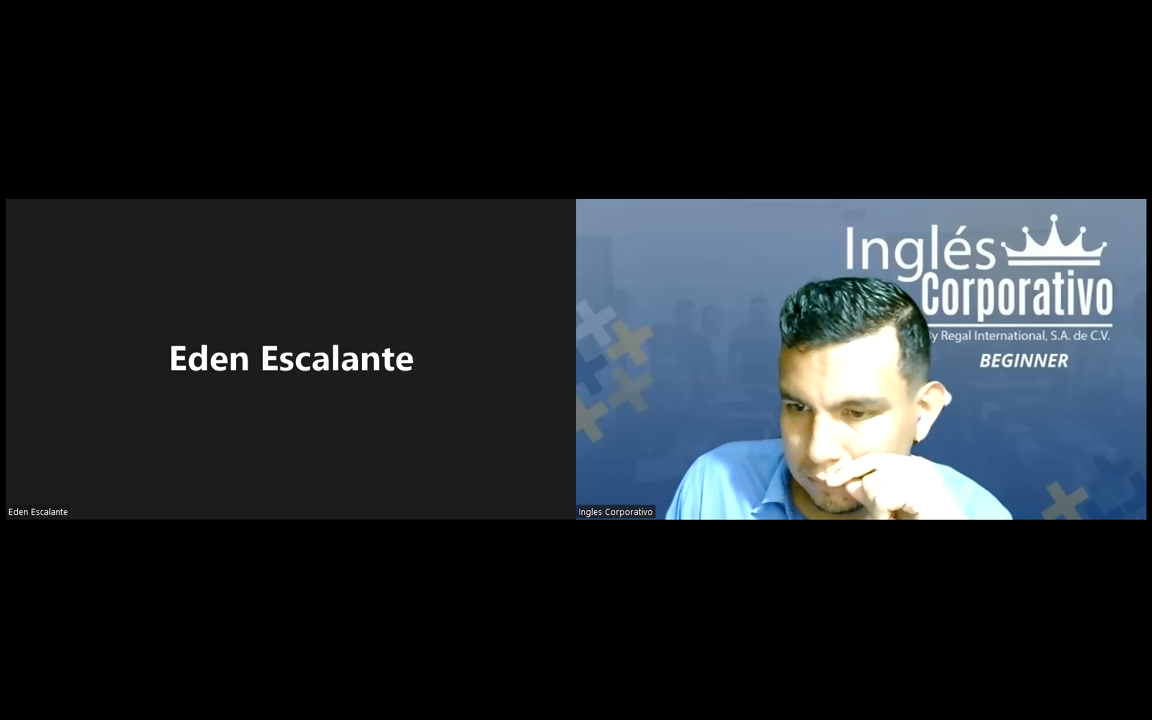 Eden Escalante
Eden Escalante
Inglés
Corporativo
y Regal International, S.A. de C.V.
BEGINNER
Ingles Corporativo